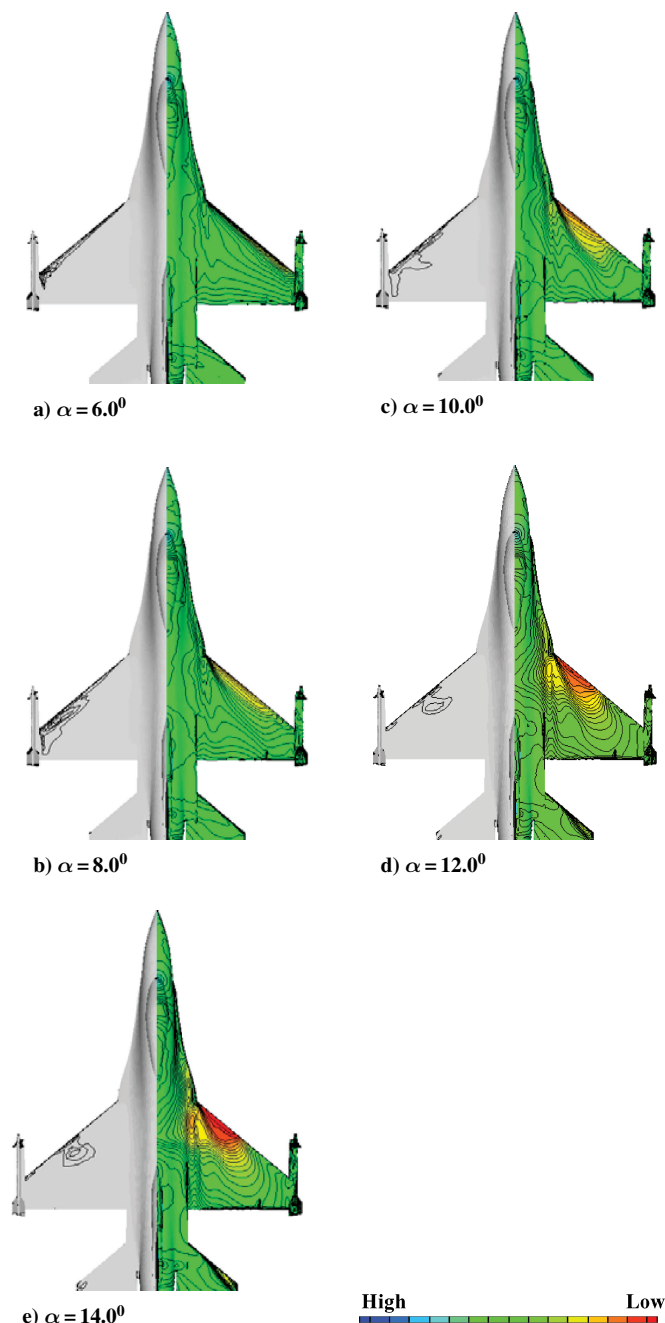 a) α = 6.0⁰
c) α = 10.0⁰
b) α = 8.0⁰
d) α = 12.0⁰
e) α = 14.0⁰
High Low